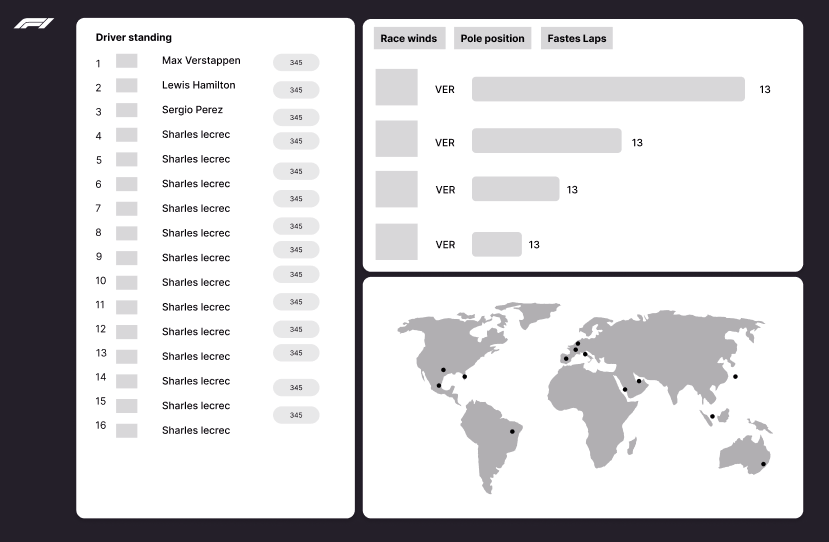 F1
Driver standing
1 Max Verstappen 345
2 Lewis Hamilton 345
3 Sergio Perez 345
4 Sharles lecrec 345
5 Sharles lecrec 345
6 Sharles lecrec
7 Sharles lecrec 345
8 Sharles lecrec 345
9 Sharles lecrec 345
10 Sharles lecrec 345
11 Sharles lecrec 345
12 Sharles lecrec 345
13 Sharles lecrec 345
14 Sharles lecrec 345
15 Sharles lecrec 345
16 Sharles lecrec
Race winds Pole position Fastes Laps
VER 13
VER 13
VER 13
VER 13